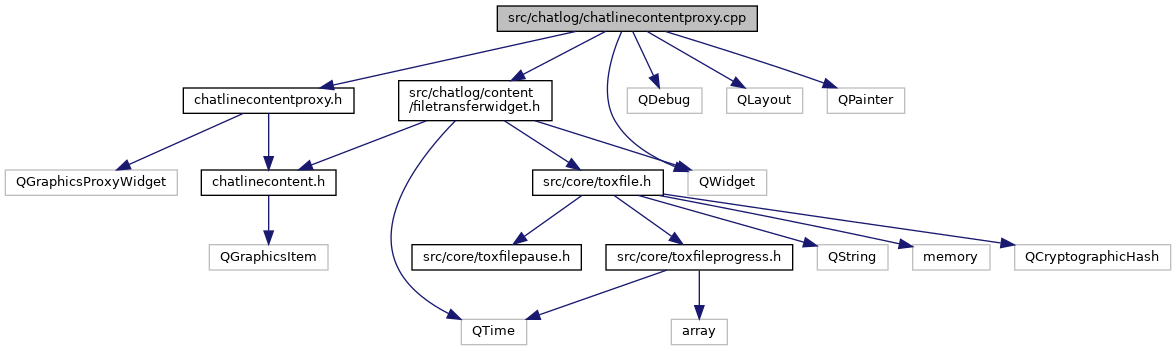 src/chatlog/chatlinecontentproxy.cpp
chatlinecontentproxy.h
src/chatlog/content
/filetransferwidget.h
QDebug
QLayout
QPainter
QGraphicsProxyWidget
chatlinecontent.h
src/core/toxfile.h
QWidget
QGraphicsItem
src/core/toxfilepause.h
src/core/toxfileprogress.h
QString
memory
QCryptographicHash
QTime
array